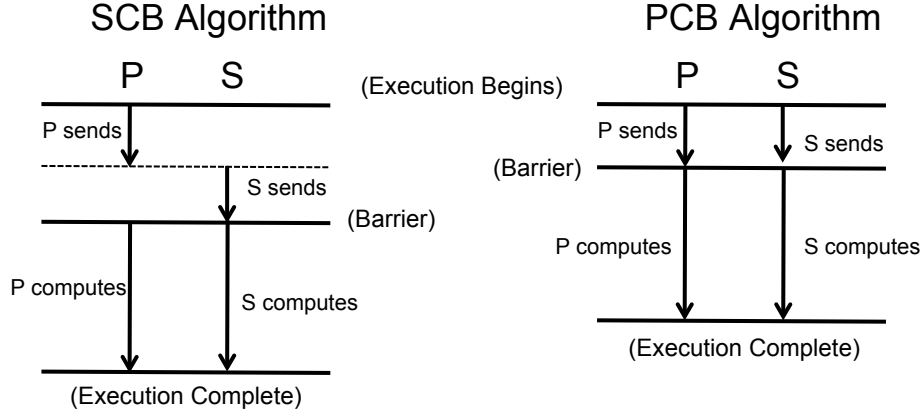 SCB Algorithm
P S
P sends
S sends
P computes
S computes
(Execution Complete)
(Execution Begins)
(Barrier)
(Barrier)
PCB Algorithm
P S
P sends
S sends
P computes
S computes
(Execution Complete)